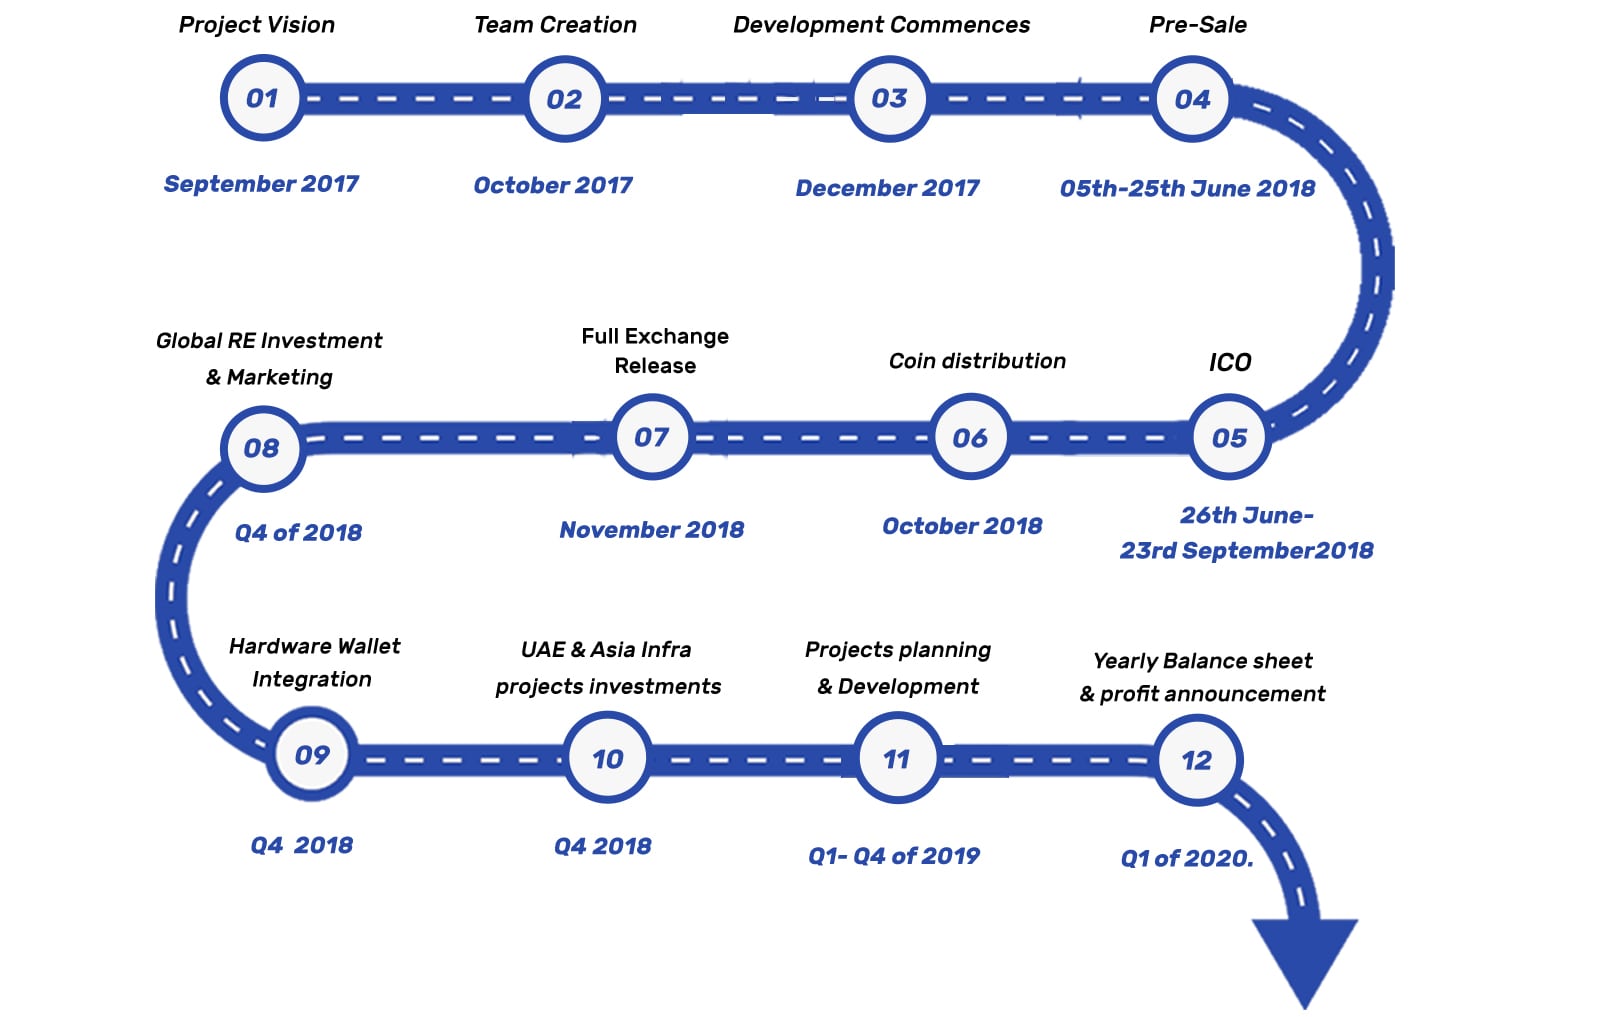 Project Vision
01
September 2017
Team Creation
02
October 2017
Development Commences
03
December 2017
Pre-Sale
04
05th-25th June 2018
ICO
05
26th June-
23rd September2018
Coin distribution
06
October 2018
Full Exchange
Release
07
November 2018
Global RE Investment
& Marketing
08
Q4 of 2018
Hardware Wallet
Integration
09
Q4 2018
UAE & Asia Infra
projects investments
10
Q4 2018
Projects planning
& Development
11
Q1- Q4 of 2019
Yearly Balance sheet
& profit announcement
12
Q1 of 2020.